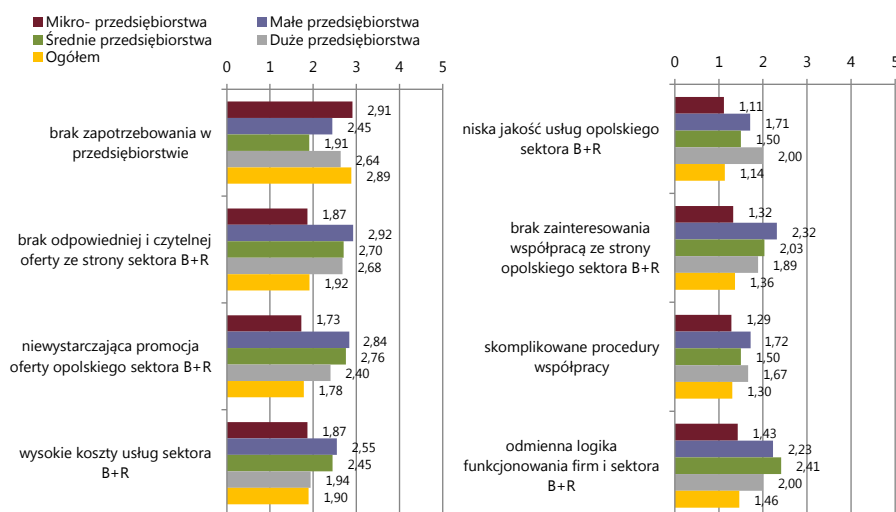 Mikro- przedsiębiorstwa
Małe przedsiębiorstwa
Średnie przedsiębiorstwa
Duże przedsiębiorstwa
Ogółem
0 1 2 3 4 5
brak zapotrzebowania w
przedsiębiorstwie
2,91
2,45
1,91
2,64
2,89
brak odpowiedniej i czytelnej
oferty ze strony sektora B+R
1,87
2,92
2,70
2,68
1,92
niewystarczająca promocja
oferty opolskiego sektora B+R
1,73
2,84
2,76
2,40
1,78
wysokie koszty usług sektora
B+R
1,87
2,55
2,45
1,94
1,90
0 1 2 3 4 5
niska jakość usług opolskiego
sektora B+R
1,11
1,71
1,50
2,00
1,14
brak zainteresowania
współpracą ze strony
opolskiego sektora B+R
1,32
2,32
2,03
1,89
1,36
skomplikowane procedury
współpracy
1,29
1,72
1,50
1,67
1,30
odmienna logika
funkcjonowania firm i sektora
B+R
1,43
2,23
2,41
2,00
1,46